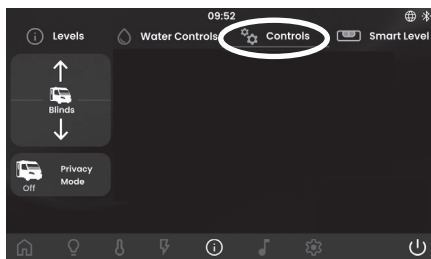 09:52
Levels
Water Controls
Controls
Smart Level
Blinds
Privacy
Mode
Off